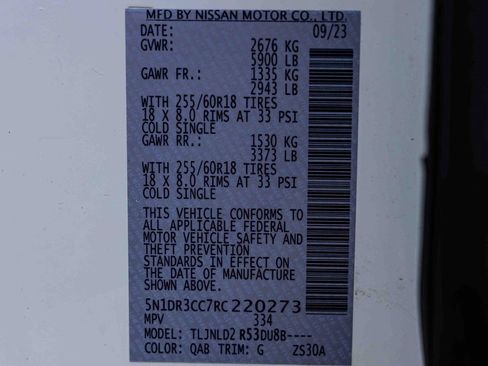 MFD BY NISSAN MOTOR CO., LTD.
DATE: 09/23
GVWR: 2676 KG
5900 LB
GAWR FR.: 1335 KG
2943 LB
WITH 255/60R18 TIRES
18 X 8.0 RIMS AT 33 PSI
COLD SINGLE
GAWR RR.: 1530 KG
3373 LB
WITH 255/60R18 TIRES
18 X 8.0 RIMS AT 33 PSI
COLD SINGLE
THIS VEHICLE CONFORMS TO
ALL APPLICABLE FEDERAL
MOTOR VEHICLE SAFETY AND
THEFT PREVENTION
STANDARDS IN EFFECT ON
THE DATE OF MANUFACTURE
SHOWN ABOVE.
5N1DR3CC7RC220273
MPV 334
MODEL: TLJNLD2 R53DU8B----
COLOR: QAB TRIM: G ZS30A